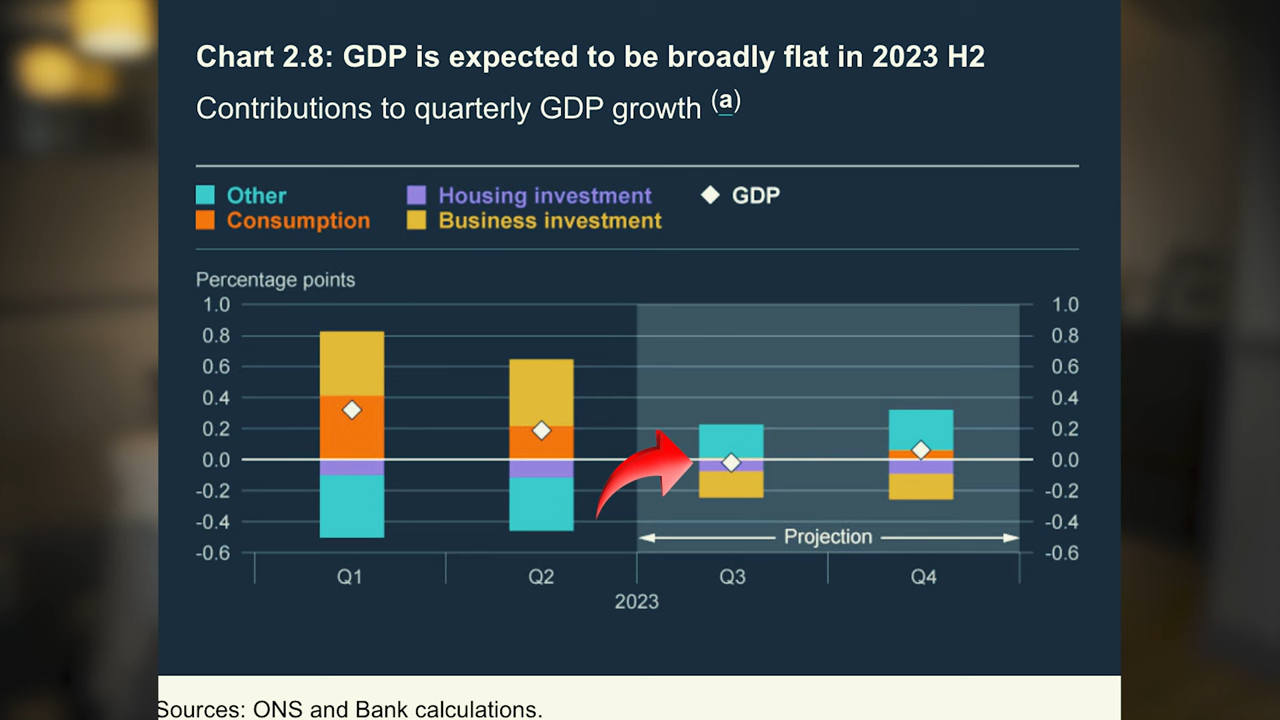 Chart 2.8: GDP is expected to be broadly flat in 2023 H2
Contributions to quarterly GDP growth (a)
Other Housing investment GDP
Consumption Business investment
Percentage points
1.0 1.0
0.8 0.8
0.6 0.6
0.4 0.4
0.2 0.2
0.0 0.0
-0.2 -0.2
-0.4 -0.4
Projection
-0.6 -0.6
Q1 Q2 Q3 Q4
2023
Sources: ONS and Bank calculations.